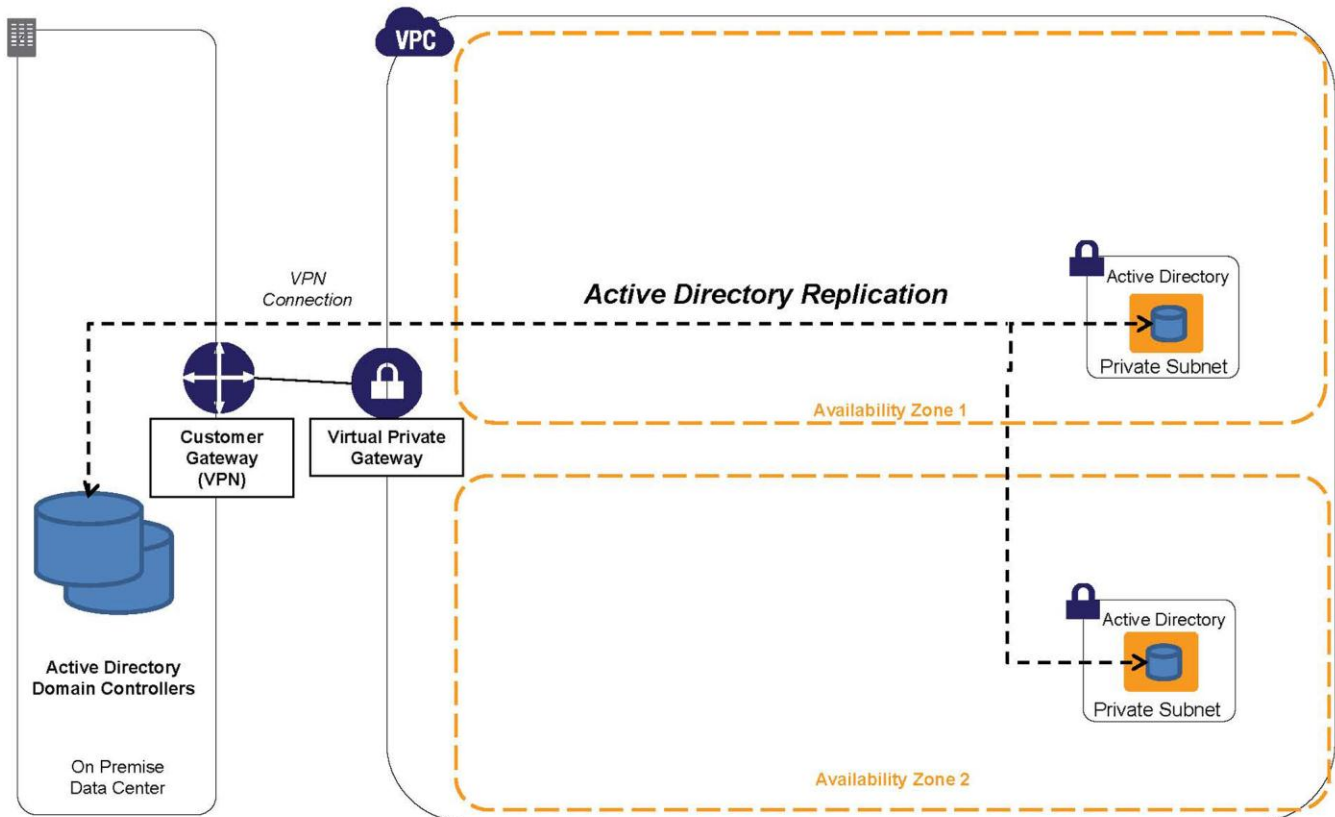 VPC
VPN
Connection
Active Directory Replication
Active Directory
Private Subnet
Availability Zone 1
Customer
Gateway
(VPN)
Virtual Private
Gateway
Active Directory
Domain Controllers
On Premise
Data Center
Active Directory
Private Subnet
Availability Zone 2